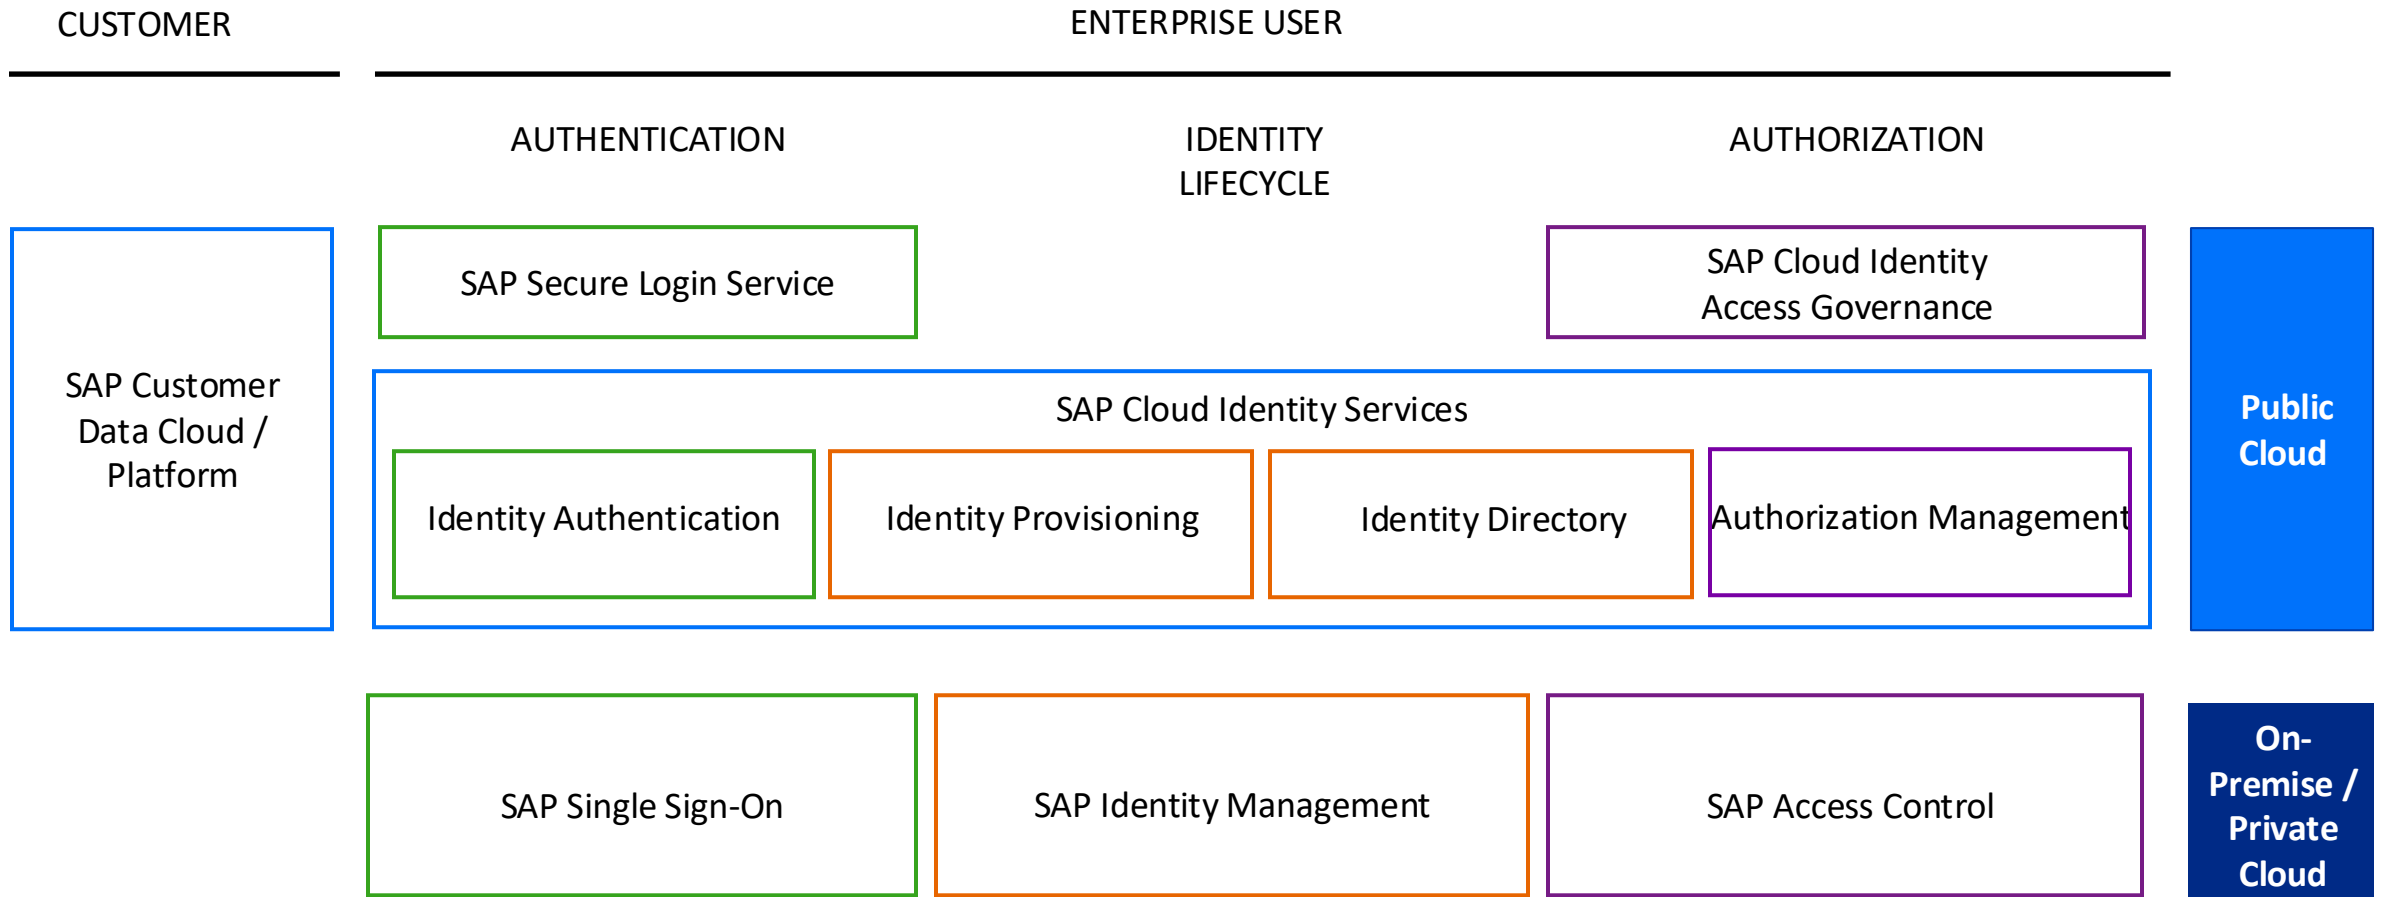 CUSTOMER
ENTERPRISE USER
AUTHENTICATION
IDENTITY
LIFECYCLE
AUTHORIZATION
SAP Secure Login Service
SAP Cloud Identity
Access Governance
SAP Customer
Data Cloud /
Platform
SAP Cloud Identity Services
Identity Authentication
Identity Provisioning
Identity Directory
Authorization Management
Public
Cloud
SAP Single Sign-On
SAP Identity Management
SAP Access Control
On-
Premise /
Private
Cloud